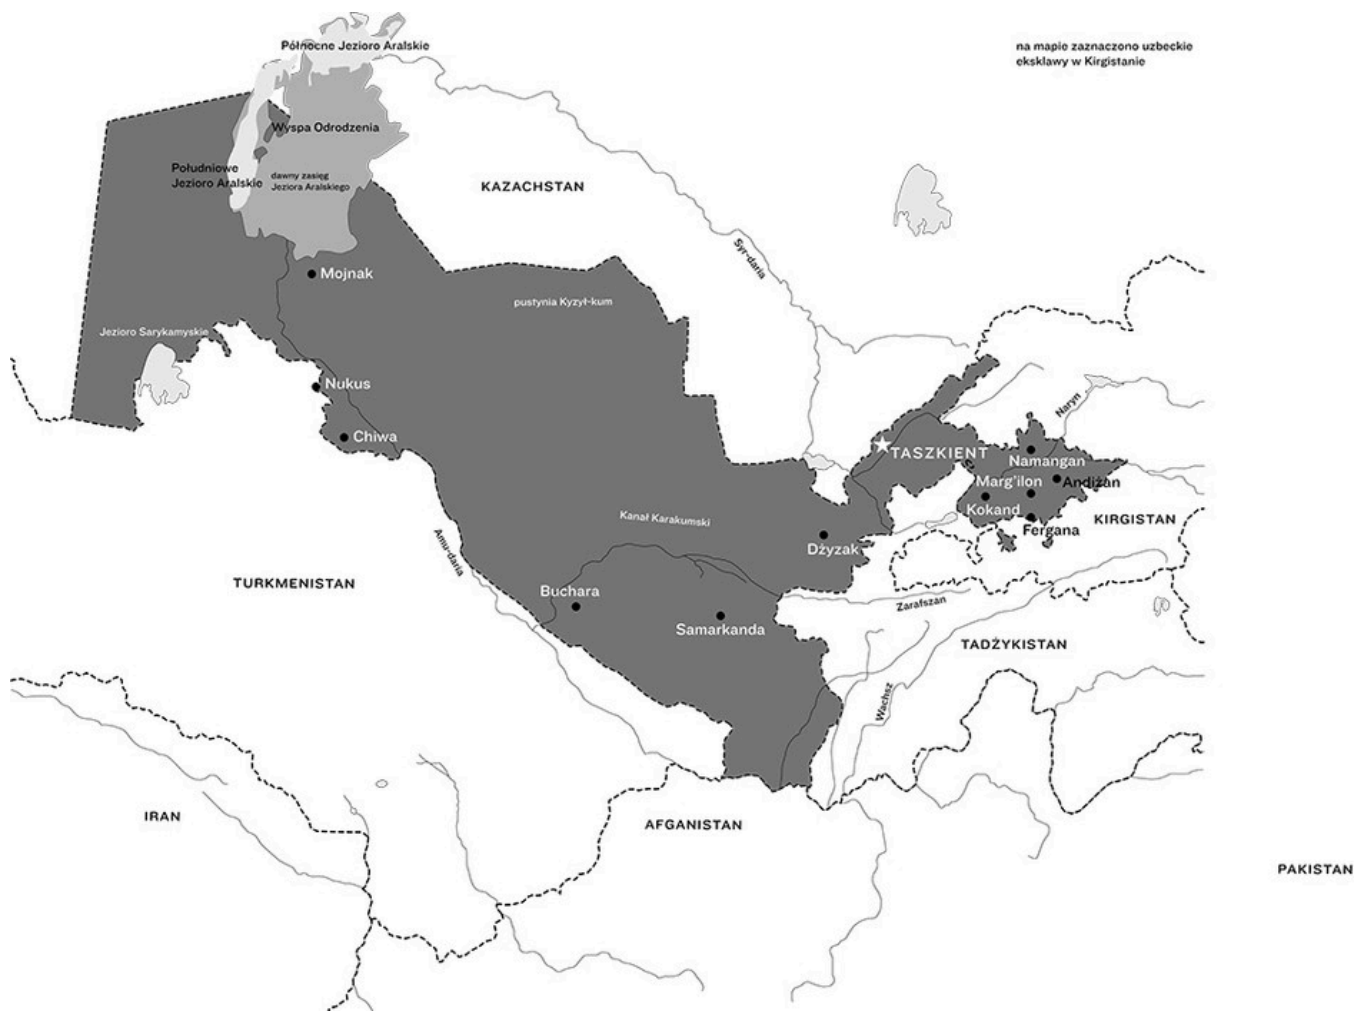 Północne Jezioro Aralskie
na mapie zaznaczono uzbeckie
eksklawy w Kirgistanie
Wyspa Odrodzenia
Południowe
Jezioro Aralskie
dawny zasięg
Jeziora Aralskiego
KAZACHSTAN
Syr-daria
Mojnak
pustynia Kyzył-kum
Jezioro Sarykamyskie
Nukus
Chiwa
Naryn
TASZKIENT
Namangan
Marg'ilon
Andiżan
Kokand
Fergana
KIRGISTAN
Kanał Karakumski
Dżyzak
Amu-daria
TURKMENISTAN
Buchara
Samarkanda
Zarafszan
TADŻYKISTAN
Wachsz
IRAN
AFGANISTAN
PAKISTAN